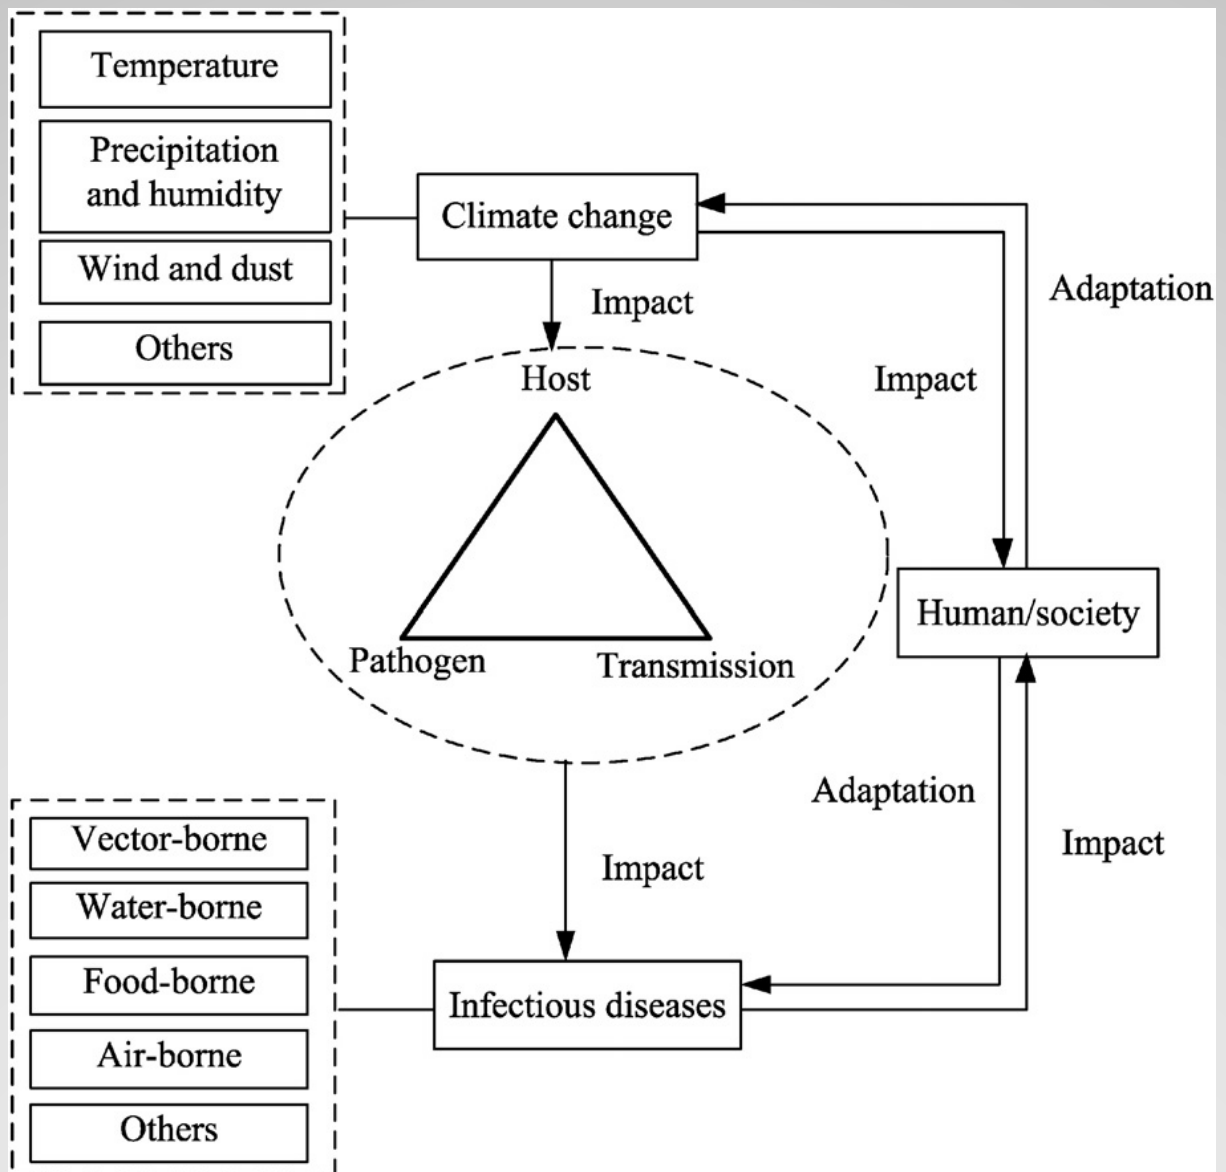 Temperature
Precipitation
and humidity
Wind and dust
Others
Climate change
Impact
Adaptation
Impact
Host
Pathogen
Transmission
Human/society
Adaptation
Impact
Impact
Vector-borne
Water-borne
Food-borne
Air-borne
Others
Infectious diseases